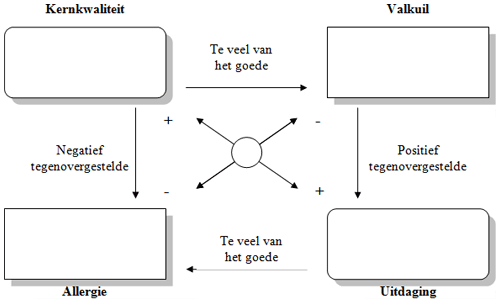 Kernkwaliteit
Valkuil
Te veel van
het goede
+
-
Negatief
tegenovergestelde
Positief
tegenovergestelde
-
+
Te veel van
het goede
Allergie
Uitdaging